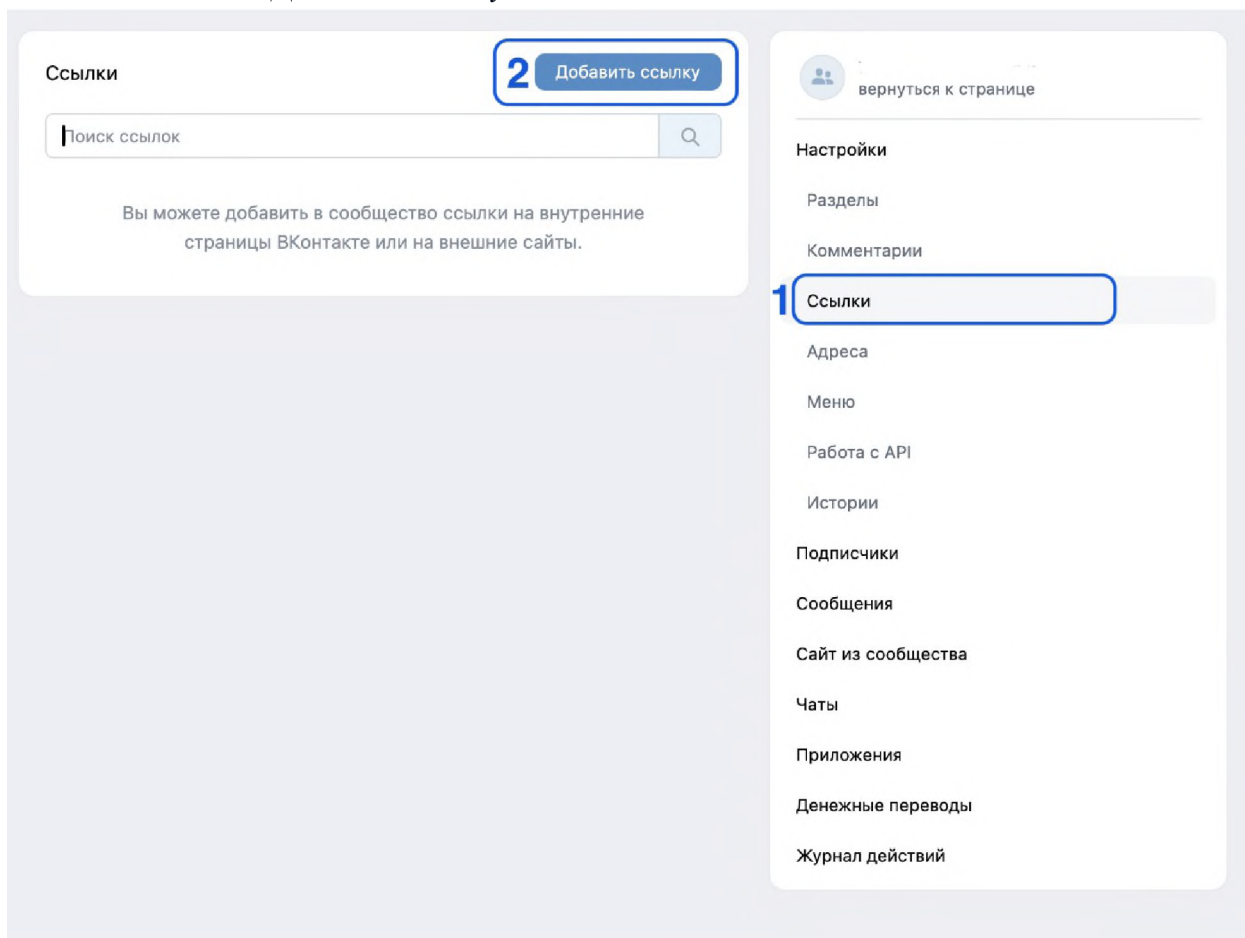 Ссылки
2
Добавить ссылку
Поиск ссылок
Вы можете добавить в сообщество ссылки на внутренние
страницы ВКонтакте или на внешние сайты.
вернуться к странице
Настройки
Разделы
Комментарии
1
Ссылки
Адреса
Меню
Работа с API
Истории
Подписчики
Сообщения
Сайт из сообщества
Чаты
Приложения
Денежные переводы
Журнал действий